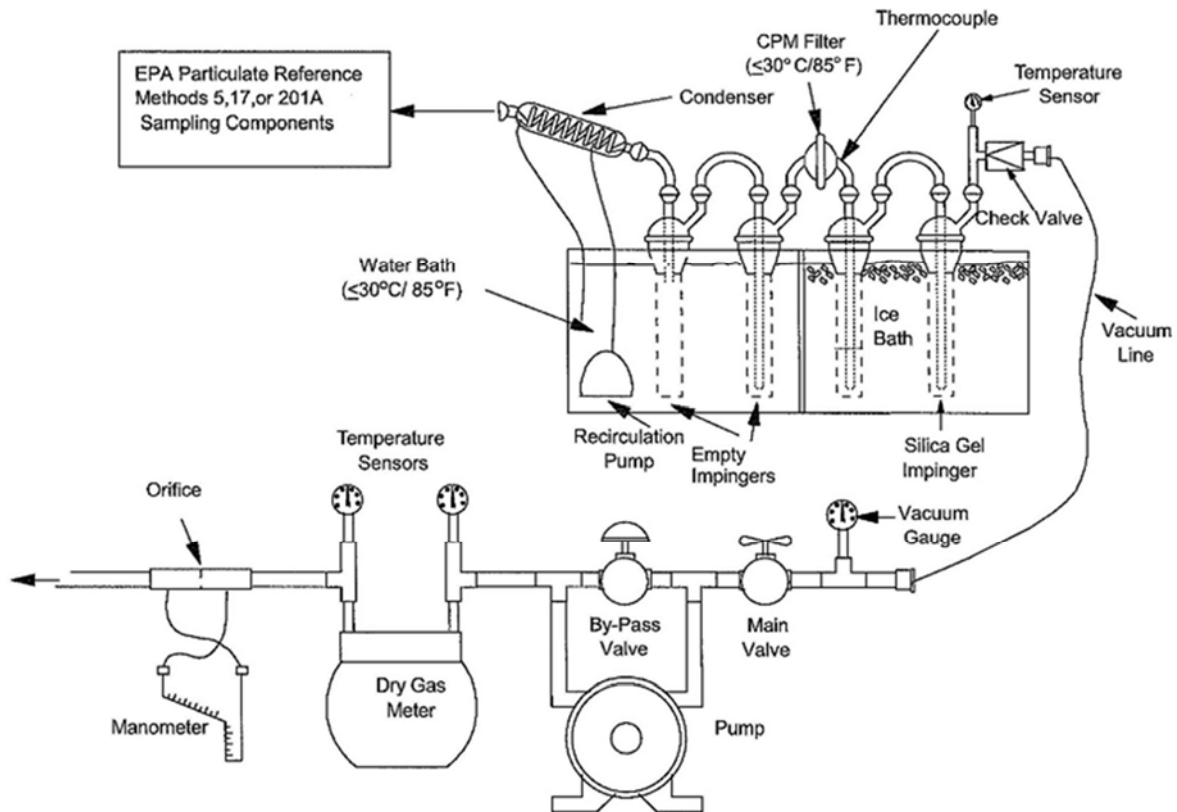 EPA Particulate Reference
Methods 5,17,or 201A
Sampling Components
Condenser
CPM Filter
(≤30° C/85° F)
Thermocouple
Temperature
Sensor
Check Valve
Water Bath
(≤30°C/ 85°F)
Ice
Bath
Vacuum
Line
Recirculation
Pump
Empty
Impingers
Silica Gel
Impinger
Temperature
Sensors
Orifice
Vacuum
Gauge
By-Pass
Valve
Main
Valve
Dry Gas
Meter
Manometer
Pump